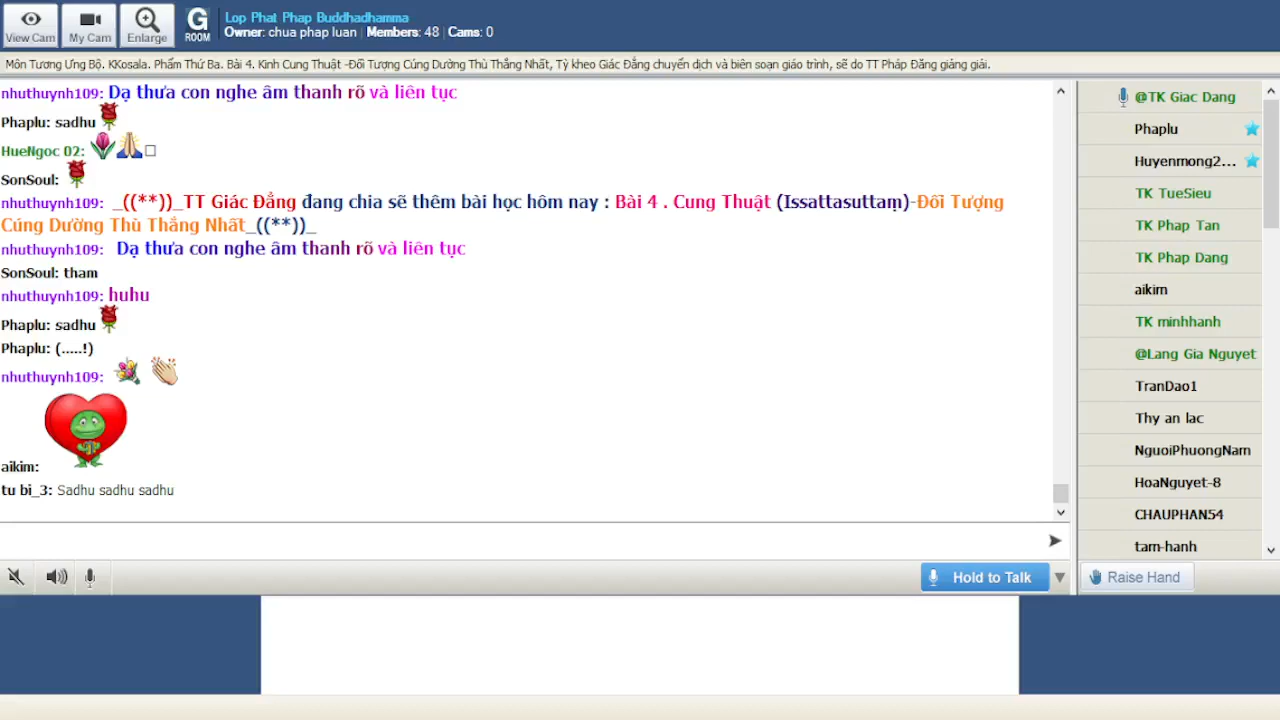 View Cam
My Cam
Enlarge
G
ROOM
Lop Phat Phap Buddhadhamma
Owner: chua phap luan | Members: 48 | Cams: 0
Môn Tương Ưng Bộ. KKosala. Phẩm Thứ Ba. Bài 4. Kinh Cung Thuật -Đối Tượng Cúng Dường Thù Thắng Nhất, Tỳ kheo Giác Đẳng chuyển dịch và biên soạn giáo trình, sẽ do TT Pháp Đăng giảng giải.
nhuthuynh109: Dạ thưa con nghe âm thanh rõ và liên tục
Phaplu: sadhu
HueNgoc 02:
SonSoul:
nhuthuynh109: _((**))_TT Giác Đẳng đang chia sẽ thêm bài học hôm nay : Bài 4 . Cung Thuật (Issattasuttaṃ)-Đối Tượng
Cúng Dường Thù Thắng Nhất_((**))_
nhuthuynh109: Dạ thưa con nghe âm thanh rõ và liên tục
SonSoul: tham
nhuthuynh109: huhu
Phaplu: sadhu
Phaplu: (.....!)
nhuthuynh109:
aikim:
tu bi_3: Sadhu sadhu sadhu
Hold to Talk
@TK Giac Dang
Phaplu
Huyenmong2...
TK TueSieu
TK Phap Tan
TK Phap Dang
aikim
TK minhhanh
@Lang Gia Nguyet
TranDao1
Thy an lac
NguoiPhuongNam
HoaNguyet-8
CHAUPHAN54
tam-hanh
Raise Hand